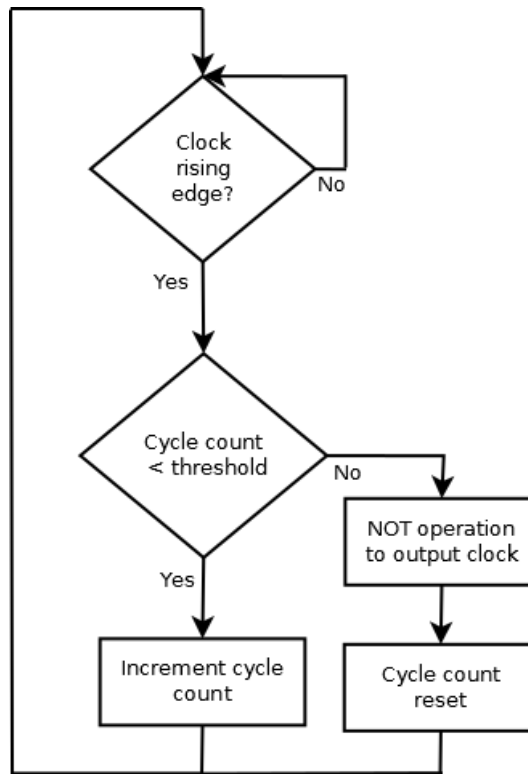 Clock
rising
edge?
No
Yes
Cycle count
< threshold
No
NOT operation
to output clock
Yes
Increment cycle
count
Cycle count
reset